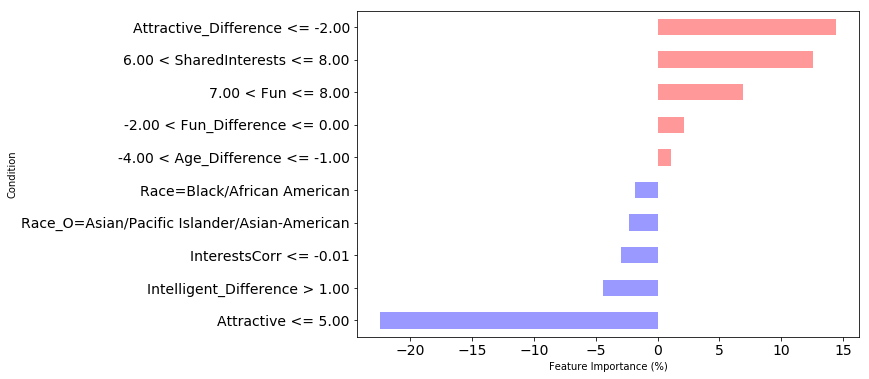 Attractive_Difference <= -2.00
6.00 < SharedInterests <= 8.00
7.00 < Fun <= 8.00
-2.00 < Fun_Difference <= 0.00
-4.00 < Age_Difference <= -1.00
Race=Black/African American
Race_O=Asian/Pacific Islander/Asian-American
InterestsCorr <= -0.01
Intelligent_Difference > 1.00
Attractive <= 5.00
Condition
−20 −15 −10 −5 0 5 10 15
Feature Importance (%)